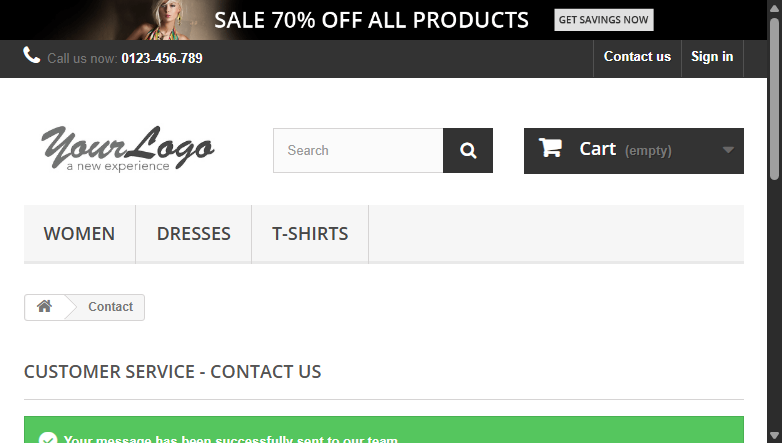 SALE 70% OFF ALL PRODUCTS
GET SAVINGS NOW
Call us now: 0123-456-789
Contact us
Sign in
YourLogo
a new experience
Search
Cart (empty)
WOMEN
DRESSES
T-SHIRTS
Contact
CUSTOMER SERVICE - CONTACT US
Your message has been successfully sent to our team.